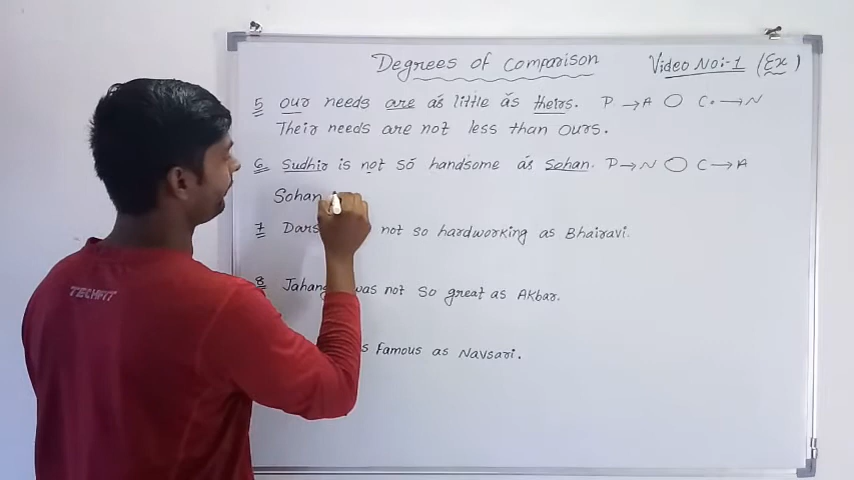 Degrees of Comparison
Video No:-1 (Ex)
5 our needs are as little as theirs. P → A C. → N
Their needs are not less than ours.
6. Sudhir is not so handsome as Sohan. P → N C → A
Sohan
7 not so hardworking as Bhairavi.
8 was not so great as Akbar.
Famous as Navsari.
TECHFIT